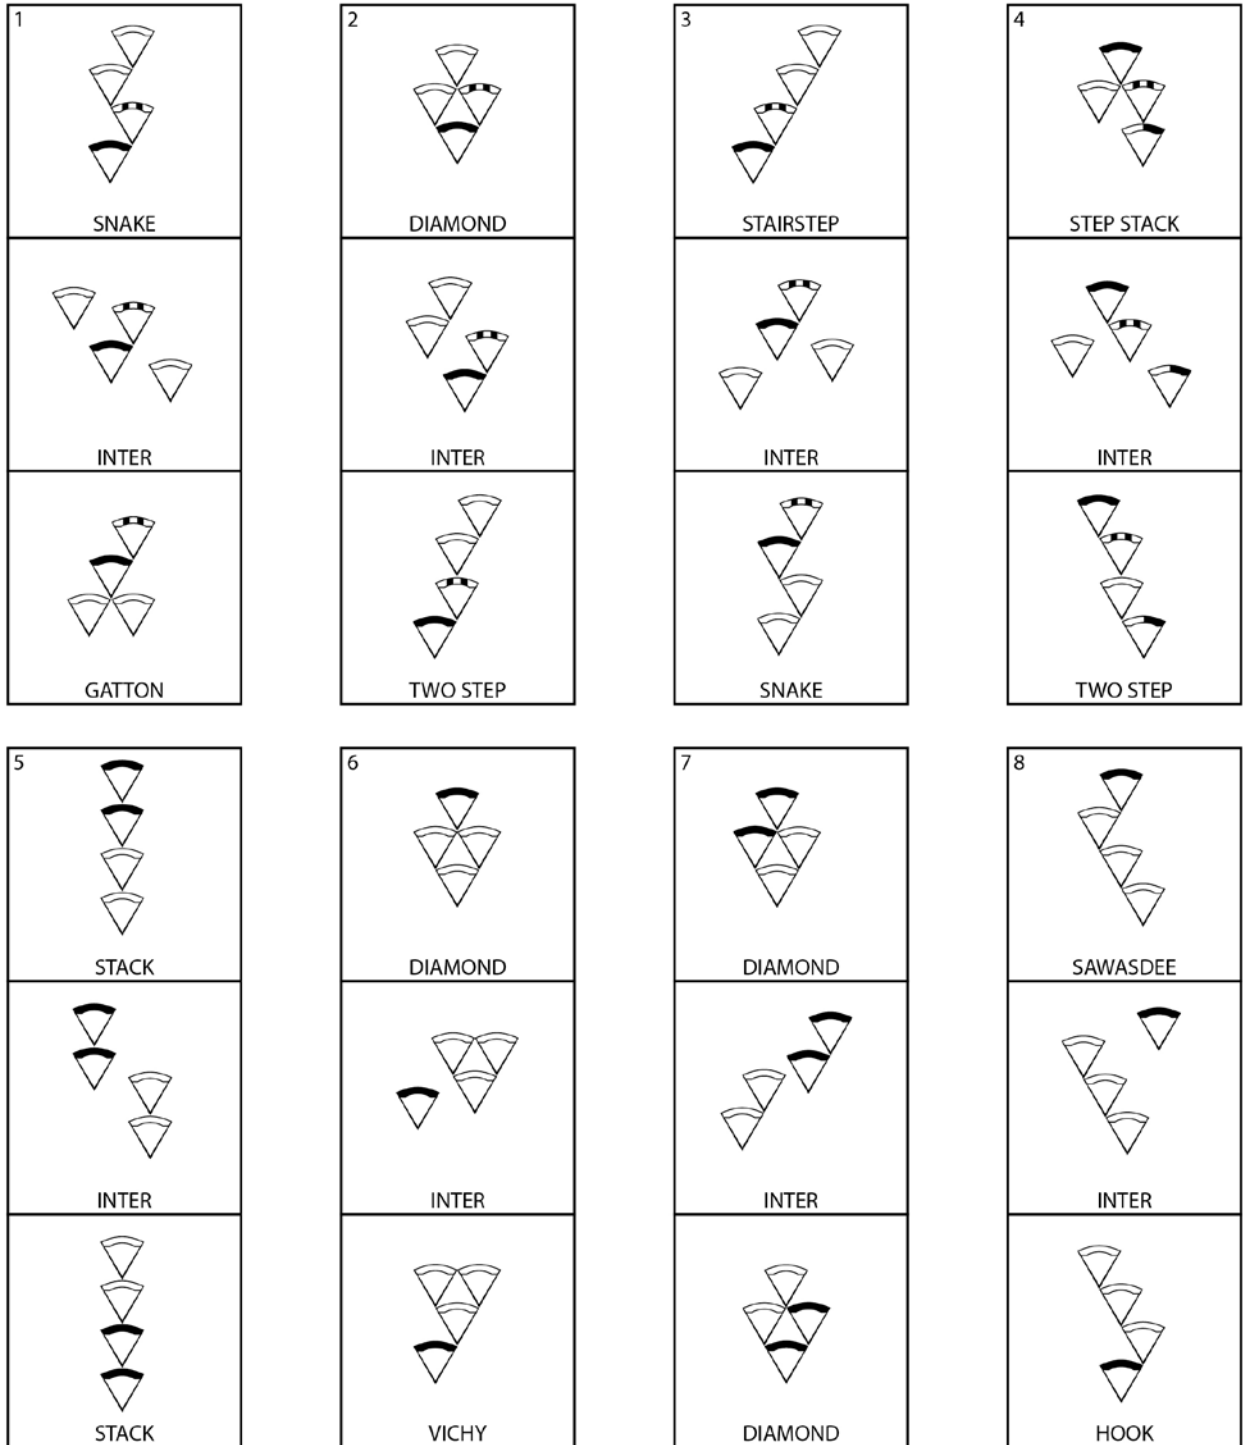 1
2
3
4
SNAKE
DIAMOND
STAIRSTEP
STEP STACK
INTER
INTER
INTER
INTER
GATTON
TWO STEP
SNAKE
TWO STEP
5
6
7
8
STACK
DIAMOND
DIAMOND
SAWASDEE
INTER
INTER
INTER
INTER
STACK
VICHY
DIAMOND
HOOK